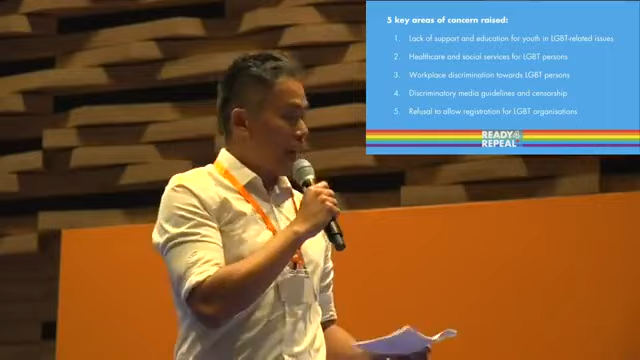 5 key areas of concern raised:
1. Lack of support and education for youth in LGBT-related issues
2. Healthcare and social services for LGBT persons
3. Workplace discrimination towards LGBT persons
4. Discriminatory media guidelines and censorship
5. Refusal to allow registration for LGBT organisations
READY4
REPEAL